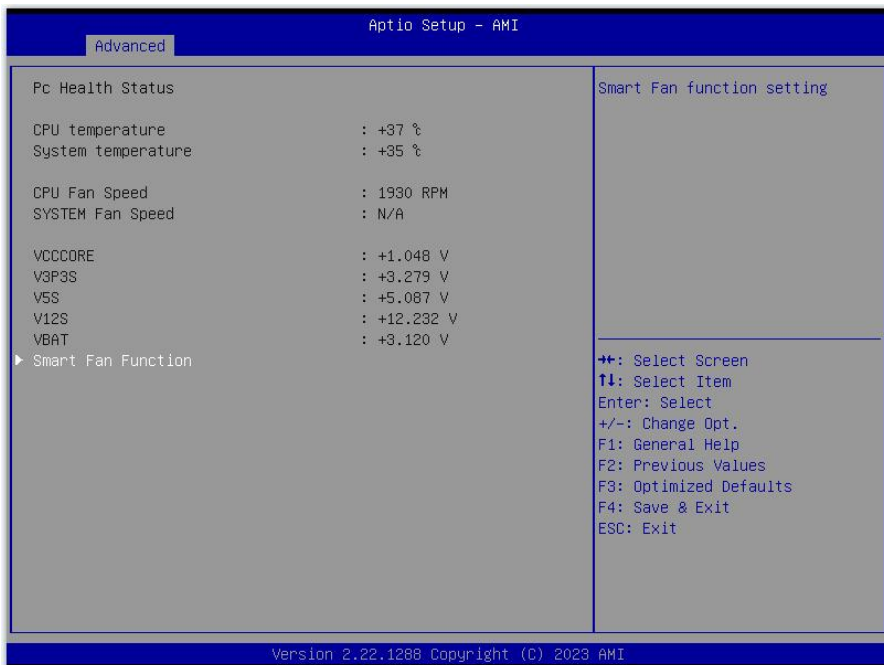 Aptio Setup – AMI
Advanced
Pc Health Status
CPU temperature : +37 ℃
System temperature : +35 ℃
CPU Fan Speed : 1930 RPM
SYSTEM Fan Speed : N/A
VCCCORE : +1.048 V
V3P3S : +3.279 V
V5S : +5.087 V
V12S : +12.232 V
VBAT : +3.120 V
▶ Smart Fan Function
Smart Fan function setting
→←: Select Screen
↑↓: Select Item
Enter: Select
+/-: Change Opt.
F1: General Help
F2: Previous Values
F3: Optimized Defaults
F4: Save & Exit
ESC: Exit
Version 2.22.1288 Copyright (C) 2023 AMI